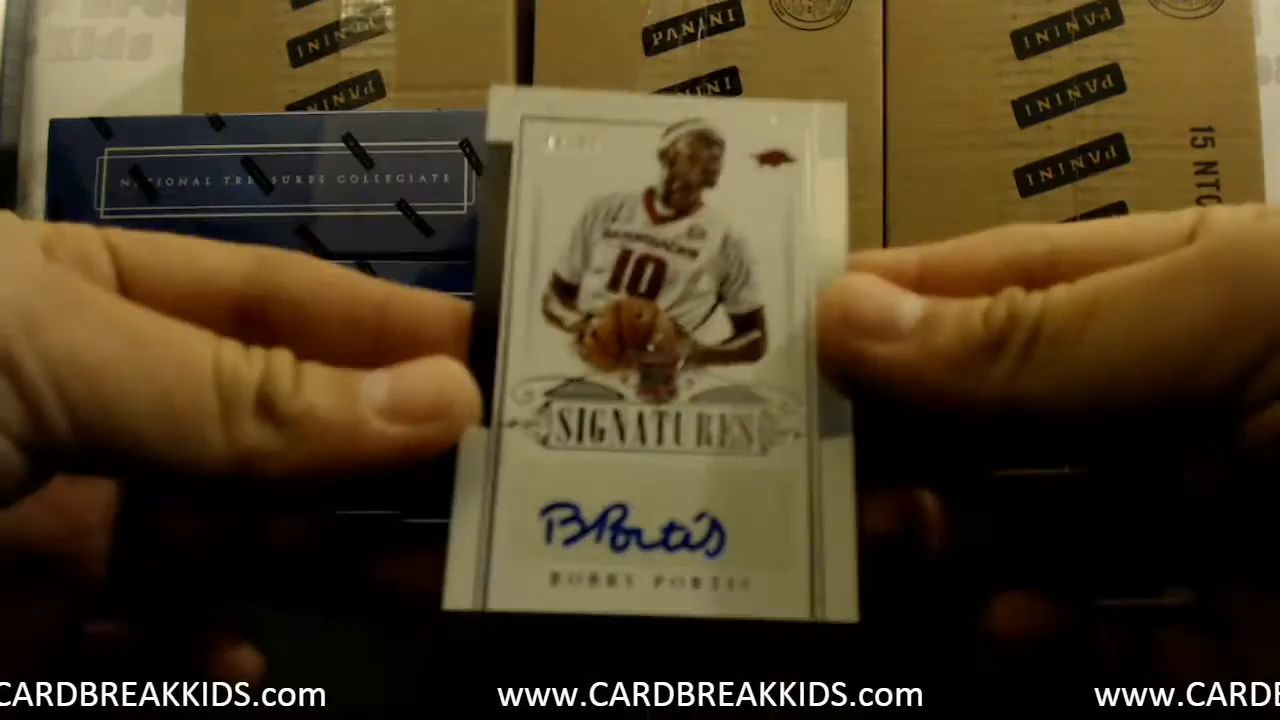 PANINI
PANINI
PANINI
PANINI
PANINI
PANINI
PANINI
15 NTC
NATIONAL TREASURES COLLEGIATE
10
SIGNATURES
BPortis
BOBBY PORTIS
CARDBREAKKIDS.com
www.CARDBREAKKIDS.com
www.CARDB